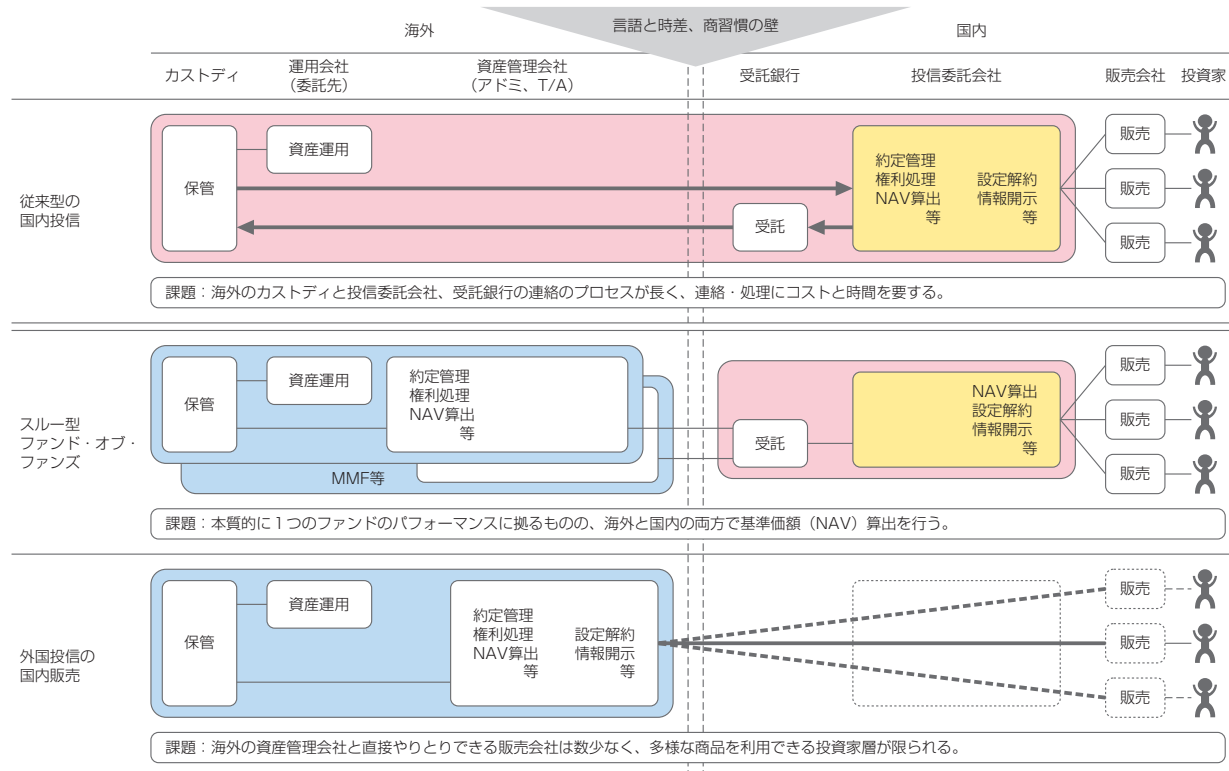 海外
言語と時差、商習慣の壁
国内
カストディ
運用会社
(委託先)
資産管理会社
(アドミ、T/A)
受託銀行
投信委託会社
販売会社
投資家
従来型の
国内投信
保管
資産運用
受託
約定管理
権利処理
NAV算出
等
設定解約
情報開示
等
販売
販売
販売
課題：海外のカストディと投信委託会社、受託銀行の連絡のプロセスが長く、連絡・処理にコストと時間を要する。
スルー型
ファンド・オブ・
ファンズ
保管
資産運用
約定管理
権利処理
NAV算出
等
MMF等
受託
NAV算出
設定解約
情報開示
等
販売
販売
販売
課題：本質的に１つのファンドのパフォーマンスに拠るものの、海外と国内の両方で基準価額（NAV）算出を行う。
外国投信の
国内販売
保管
資産運用
約定管理
権利処理
NAV算出
等
設定解約
情報開示
等
販売
販売
販売
課題：海外の資産管理会社と直接やりとりできる販売会社は数少なく、多様な商品を利用できる投資家層が限られる。